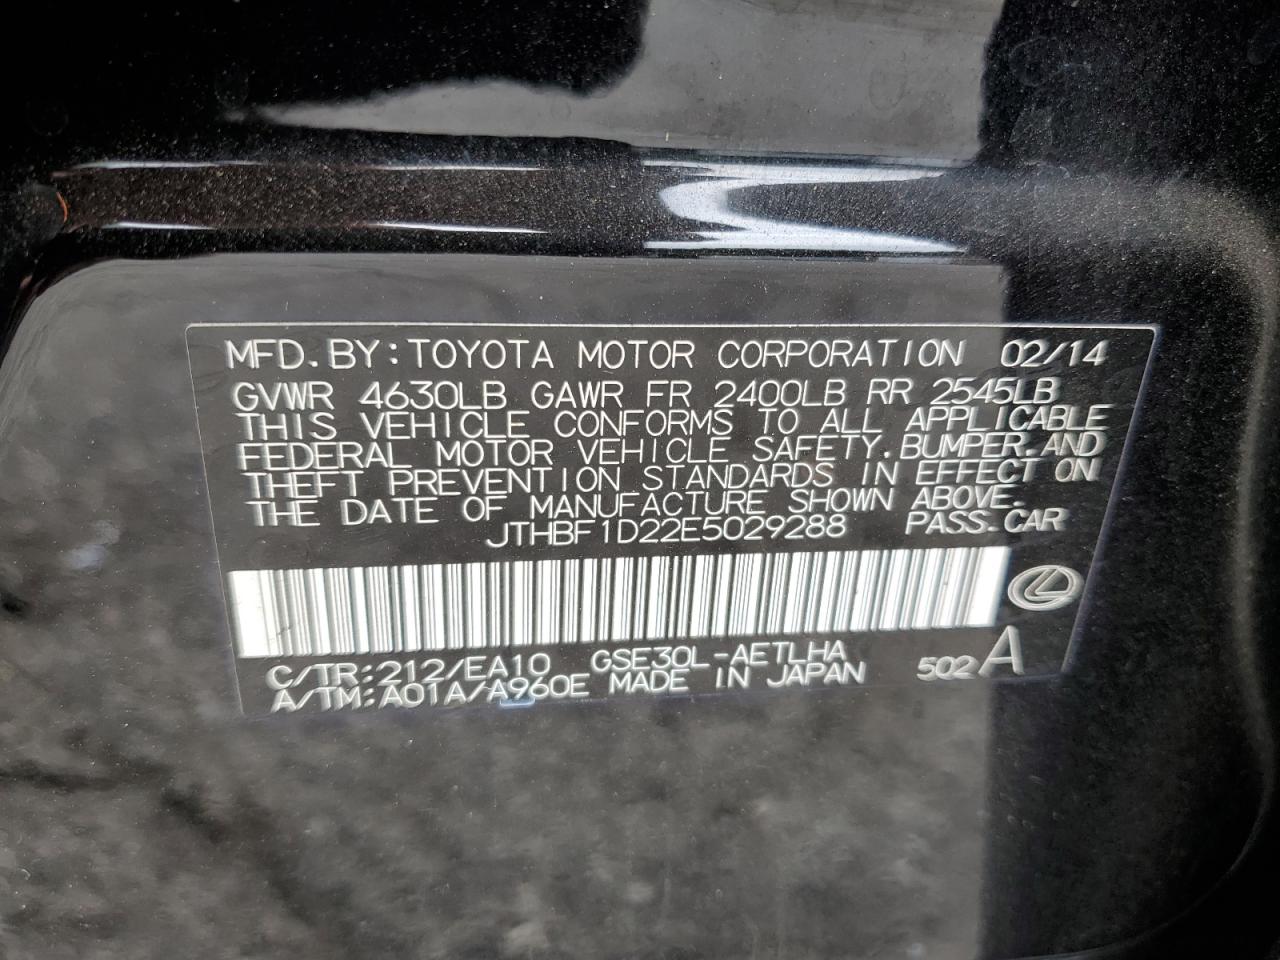 MFD.BY:TOYOTA MOTOR CORPORATION 02/14
GVWR 4630LB GAWR FR 2400LB RR 2545LB
THIS VEHICLE CONFORMS TO ALL APPLICABLE
FEDERAL MOTOR VEHICLE SAFETY.BUMPER.AND
THEFT PREVENTION STANDARDS IN EFFECT ON
THE DATE OF MANUFACTURE SHOWN ABOVE.
JTHBF1D22E5029288 PASS.CAR
C/TR:212/EA10 GSE30L-AETLHA 502 A
A/TM:A01A/A960E MADE IN JAPAN